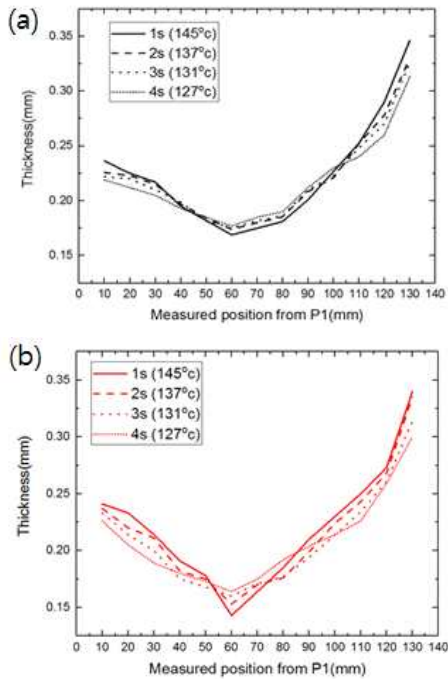 (a)
1s (145°c)
2s (137°c)
3s (131°c)
4s (127°c)
Thickness(mm)
0.35
0.30
0.25
0.20
0.15
0 10 20 30 40 50 60 70 80 90 100 110 120 130 140
Measured position from P1(mm)
(b)
1s (145°c)
2s (137°c)
3s (131°c)
4s (127°c)
Thickness(mm)
0.35
0.30
0.25
0.20
0.15
0 10 20 30 40 50 60 70 80 90 100 110 120 130 140
Measured position from P1(mm)